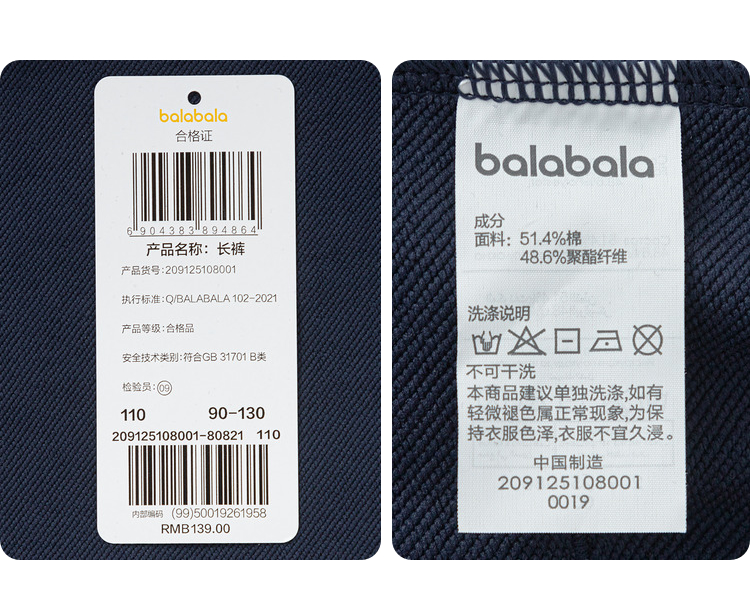 balabala
合格证
6 904383 894864
产品名称: 长裤
产品货号:209125108001
执行标准:Q/BALABALA 102-2021
产品等级:合格品
安全技术类别:符合GB 31701 B类
检验员:09
110 90-130
209125108001-80821 110
内部编码 (99)50019261958
RMB139.00
balabala
成分
面料: 51.4%棉
48.6%聚酯纤维
洗涤说明
不可干洗
本商品建议单独洗涤,如有
轻微褪色属正常现象,为保
持衣服色泽,衣服不宜久浸。
中国制造
209125108001
0019